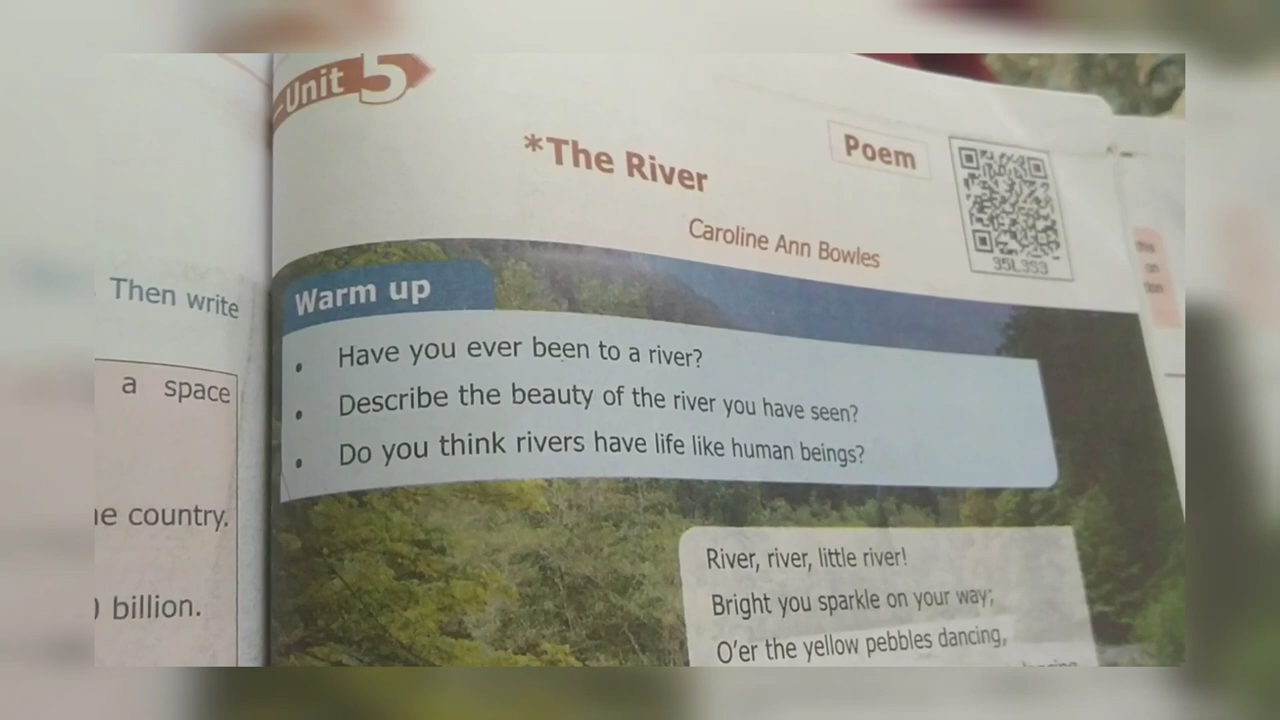 Then write
a space
country.
billion.
Unit 5
*The River
Poem
Caroline Ann Bowles
35L3S3
Warm up
• Have you ever been to a river?
• Describe the beauty of the river you have seen?
• Do you think rivers have life like human beings?
River, river, little river!
Bright you sparkle on your way;
O'er the yellow pebbles dancing,